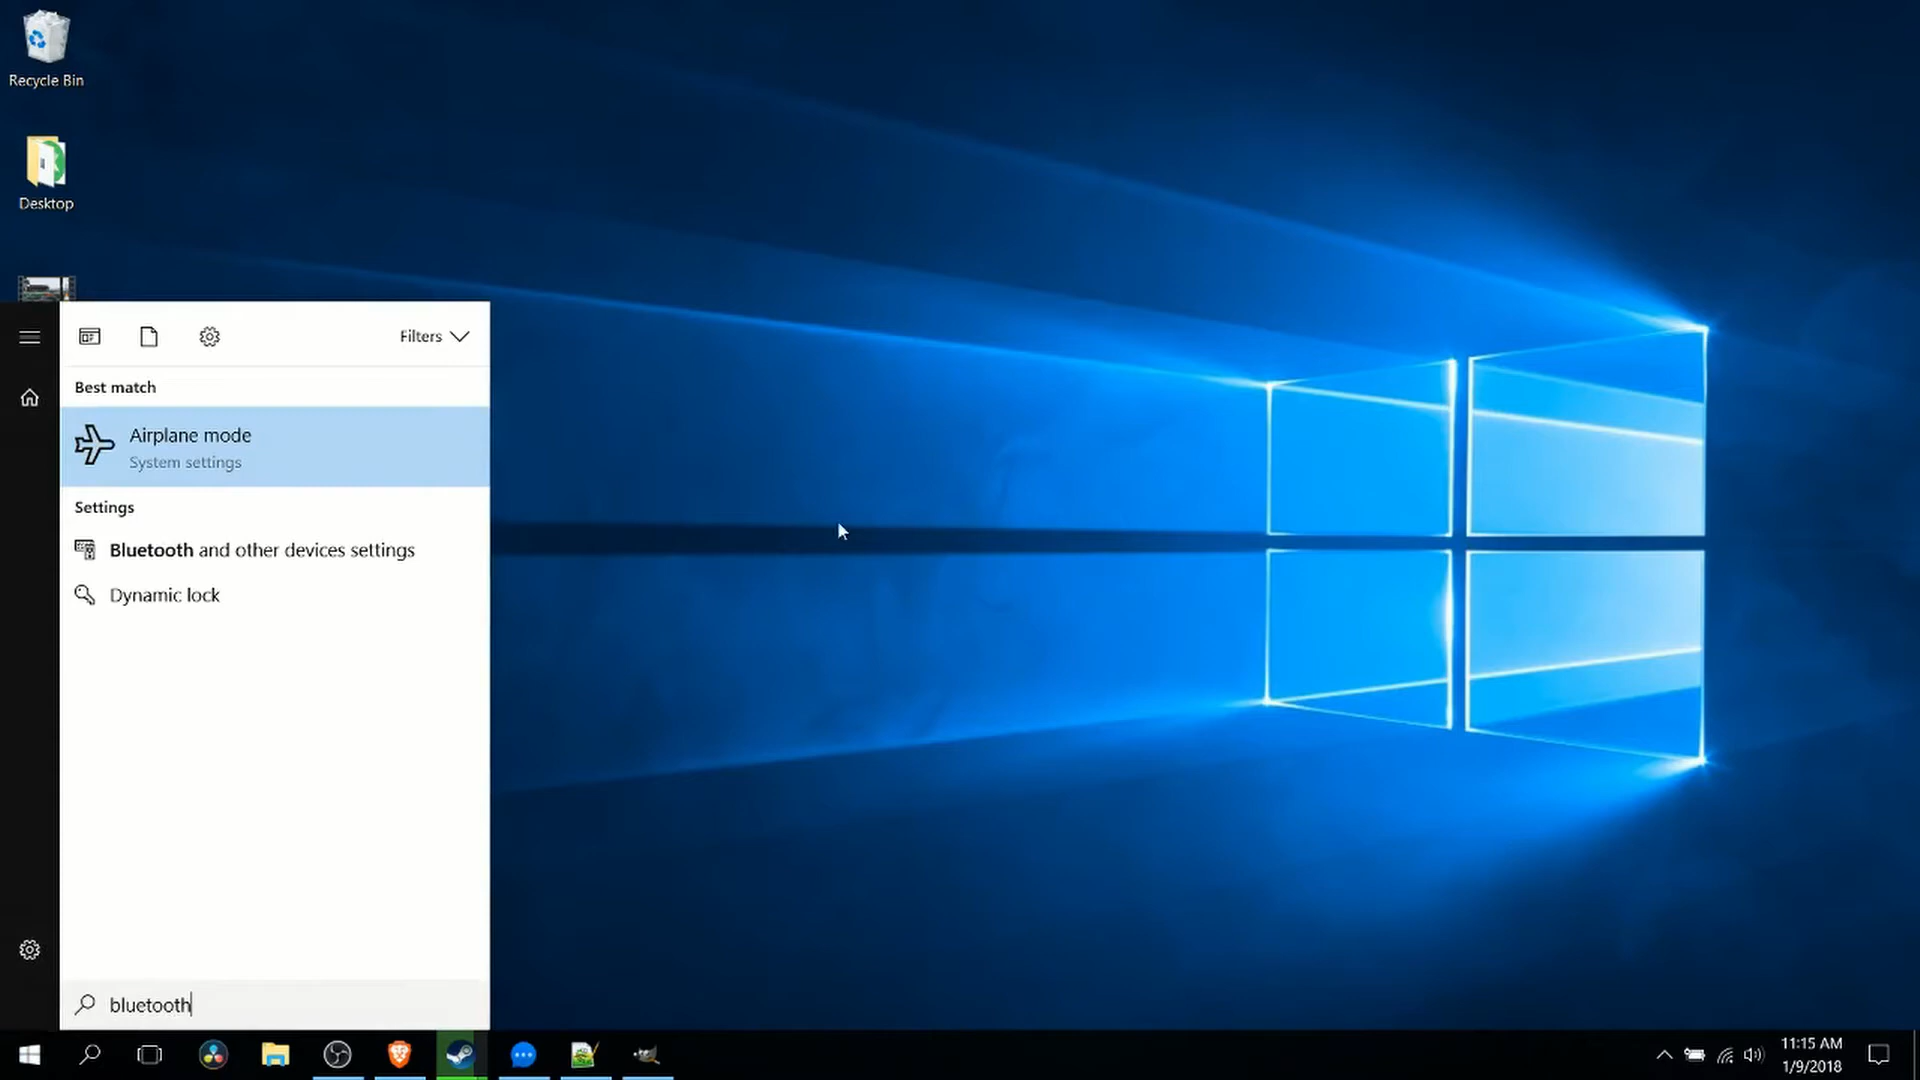 Recycle Bin
Desktop
Filters
Best match
Airplane mode
System settings
Settings
Bluetooth and other devices settings
Dynamic lock
bluetooth
11:15 AM
1/9/2018